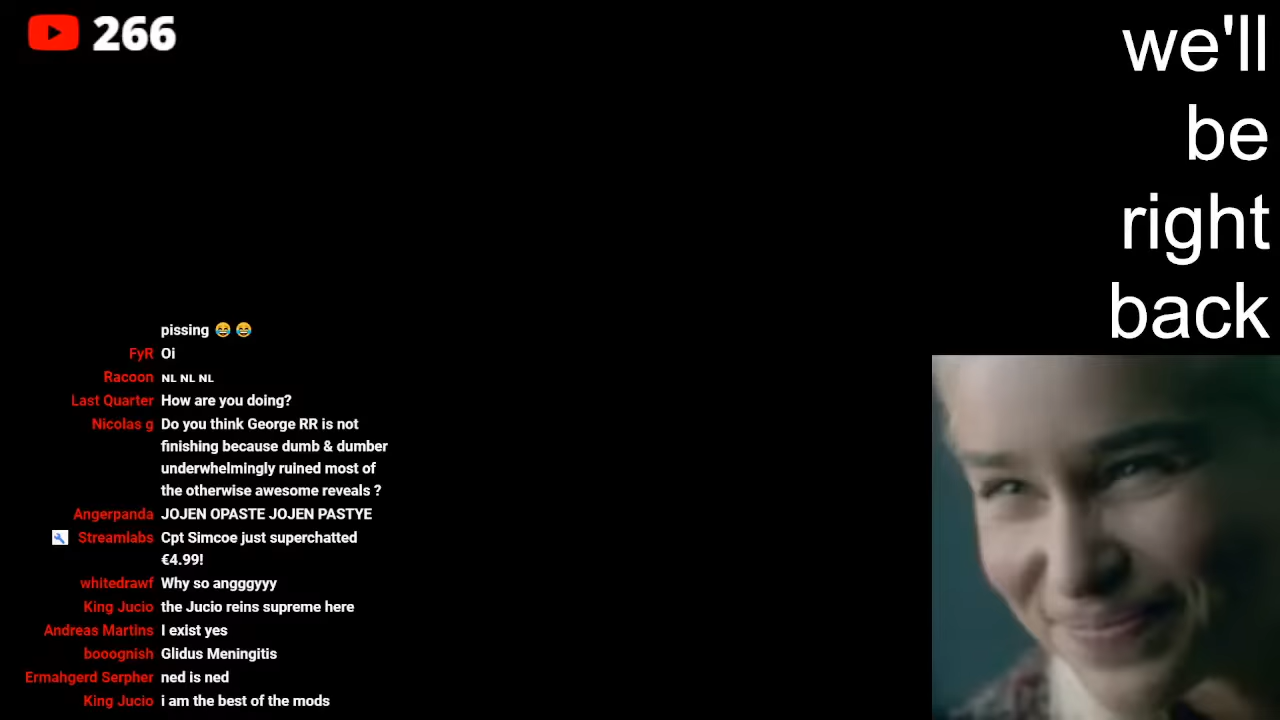 266
we'll
be
right
back
pissing 😂 😂
FyR Oi
Racoon ɴʟ ɴʟ ɴʟ
Last Quarter How are you doing?
Nicolas g Do you think George RR is not
finishing because dumb & dumber
underwhelmingly ruined most of
the otherwise awesome reveals ?
Angerpanda JOJEN OPASTE JOJEN PASTYE
Streamlabs Cpt Simcoe just superchatted
€4.99!
whitedrawf Why so angggyyy
King Jucio the Jucio reins supreme here
Andreas Martins I exist yes
booognish Glidus Meningitis
Ermahgerd Serpher ned is ned
King Jucio i am the best of the mods